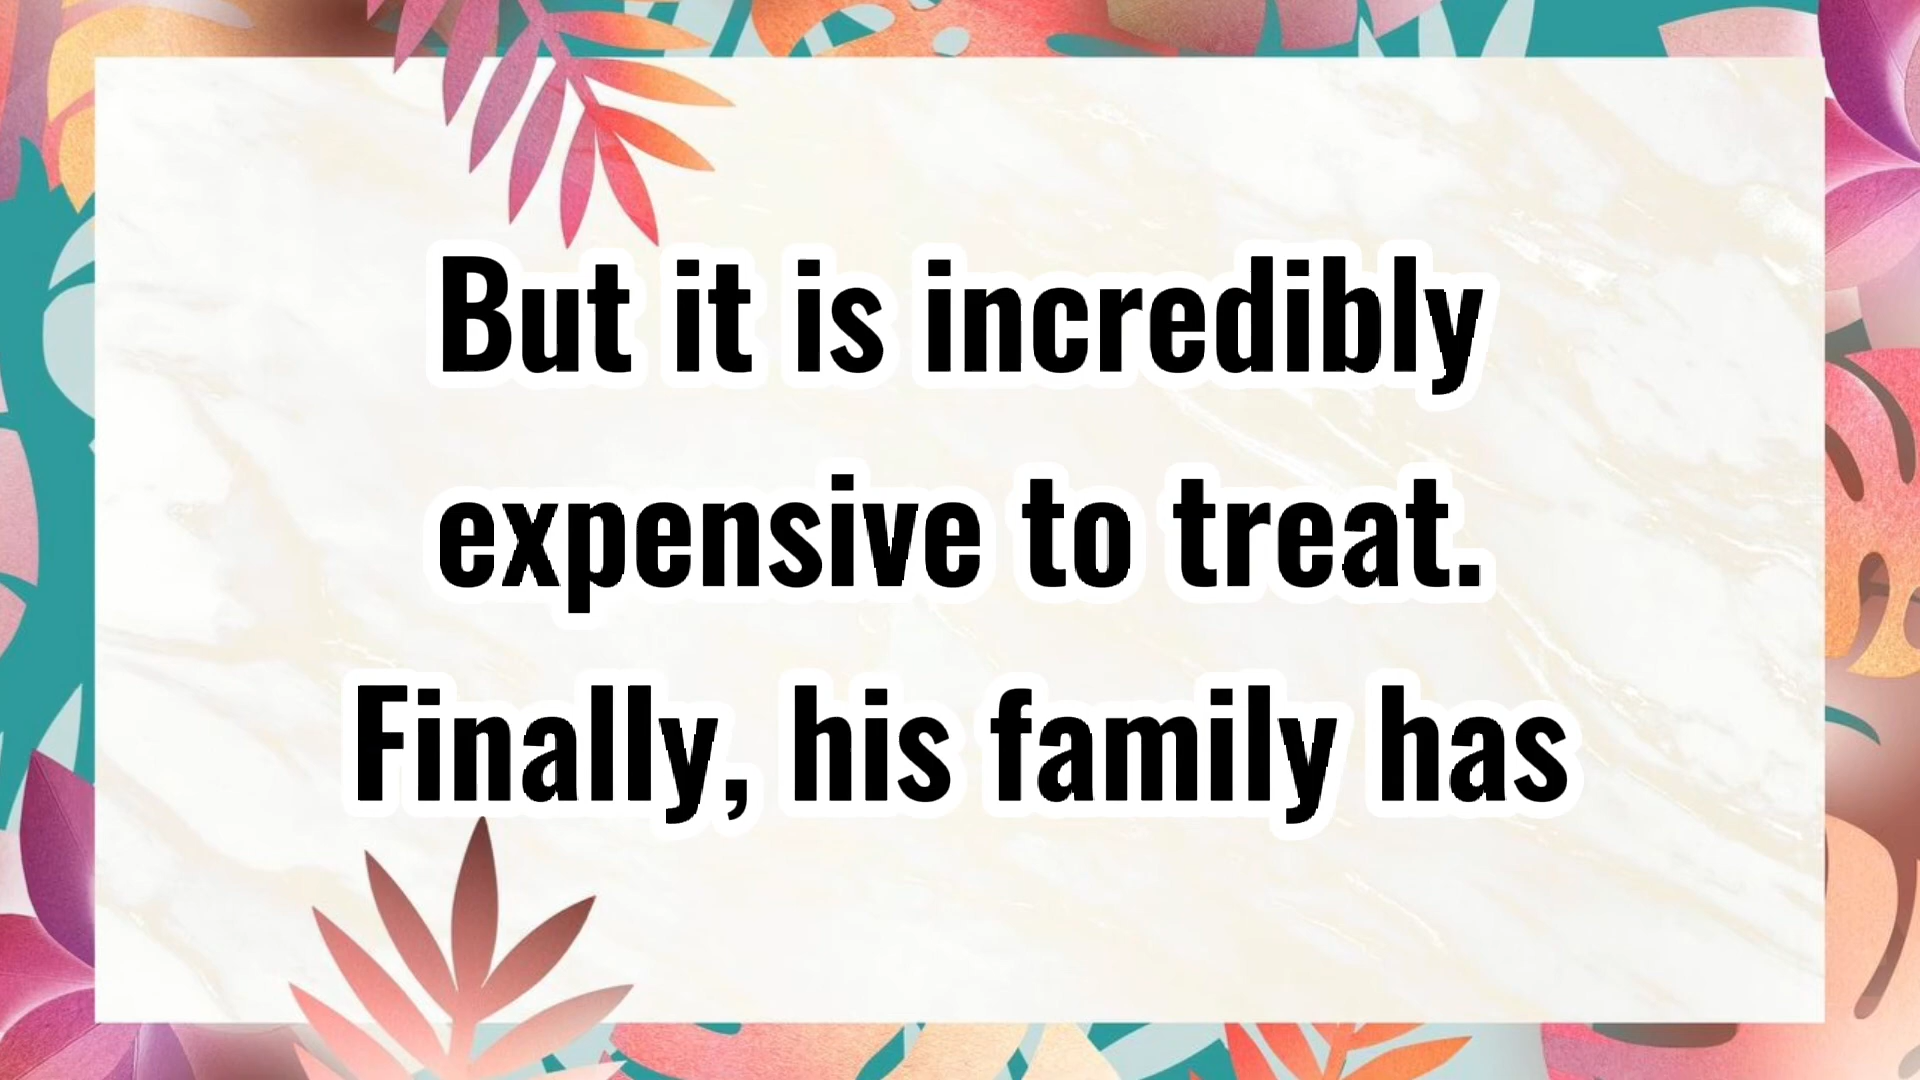 But it is incredibly
expensive to treat.
Finally, his family has